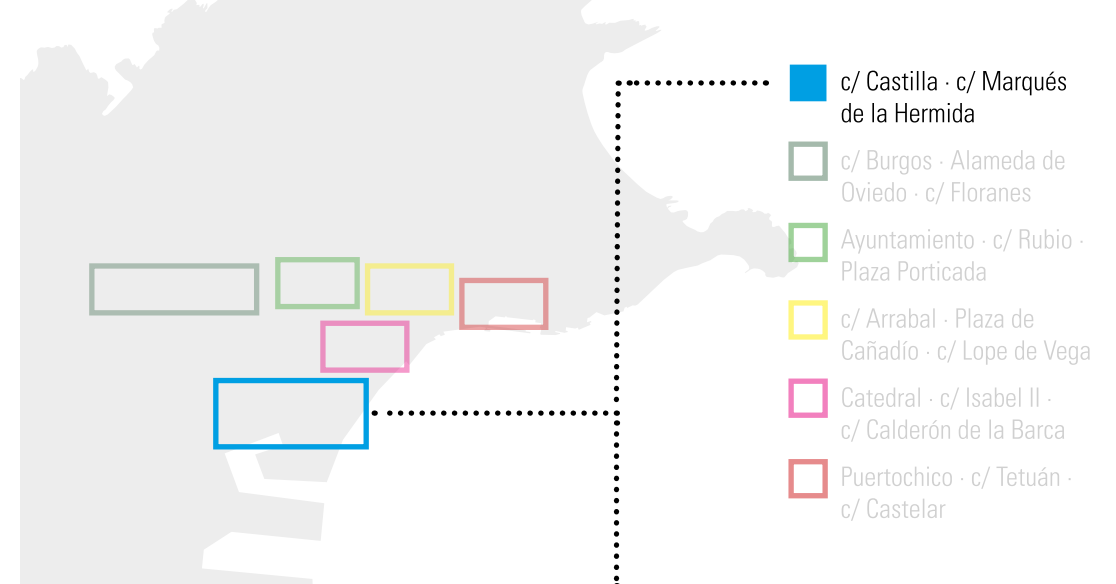 c/ Castilla · c/ Marqués
de la Hermida
c/ Burgos · Alameda de
Oviedo · c/ Floranes
Ayuntamiento · c/ Rubio ·
Plaza Porticada
c/ Arrabal · Plaza de
Cañadío · c/ Lope de Vega
Catedral · c/ Isabel II ·
c/ Calderón de la Barca
Puertochico · c/ Tetuán ·
c/ Castelar